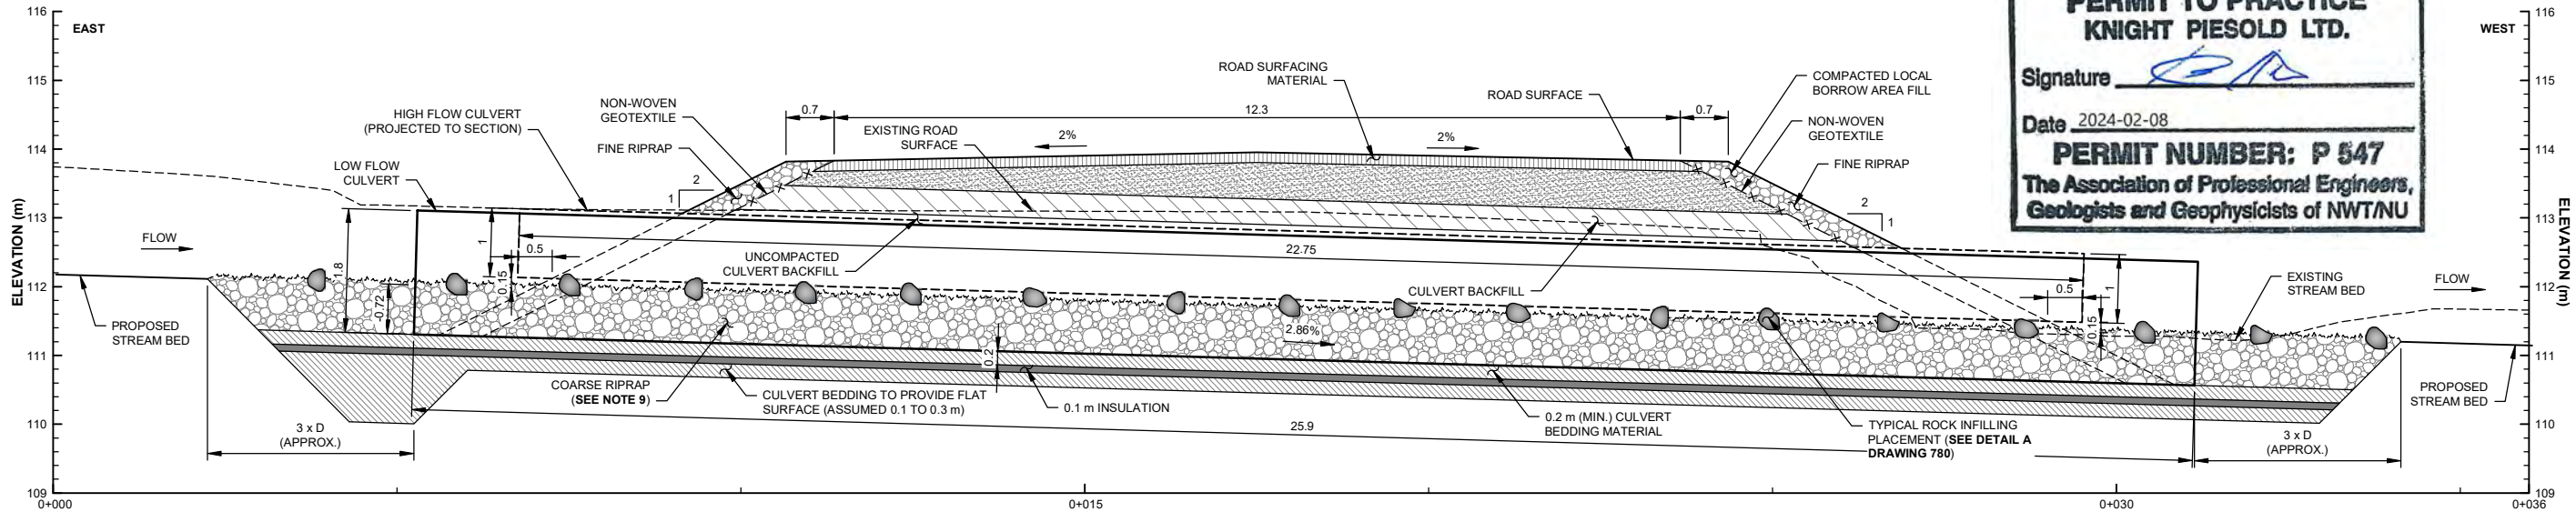 116
115
114
113
112
111
110
109
ELEVATION (m)
EAST
FLOW
PROPOSED
STREAM BED
LOW FLOW
CULVERT
HIGH FLOW CULVERT
(PROJECTED TO SECTION)
NON-WOVEN
GEOTEXTILE
FINE RIPRAP
2
1
0.7
12.3
0.7
2%
2%
EXISTING ROAD
SURFACE
ROAD SURFACING
MATERIAL
ROAD SURFACE
COMPACTED LOCAL
BORROW AREA FILL
NON-WOVEN
GEOTEXTILE
FINE RIPRAP
2
1
1.8
0.72
1
0.5
0.15
22.75
UNCOMPACTED
CULVERT BACKFILL
CULVERT BACKFILL
2.86%
0.2
0.5
1
0.15
EXISTING
STREAM BED
FLOW
PROPOSED
STREAM BED
COARSE RIPRAP
(SEE NOTE 9)
CULVERT BEDDING TO PROVIDE FLAT
SURFACE (ASSUMED 0.1 TO 0.3 m)
0.1 m INSULATION
0.2 m (MIN.) CULVERT
BEDDING MATERIAL
TYPICAL ROCK INFILLING
PLACEMENT (SEE DETAIL A
DRAWING 780)
3 x D
(APPROX.)
25.9
3 x D
(APPROX.)
0+000
0+015
0+030
0+036
PERMIT TO PRACTICE
KNIGHT PIESOLD LTD.
Signature
Date 2024-02-08
PERMIT NUMBER: P 547
The Association of Professional Engineers,
Geologists and Geophysicists of NWT/NU
WEST
116
115
114
113
112
111
110
109
ELEVATION (m)